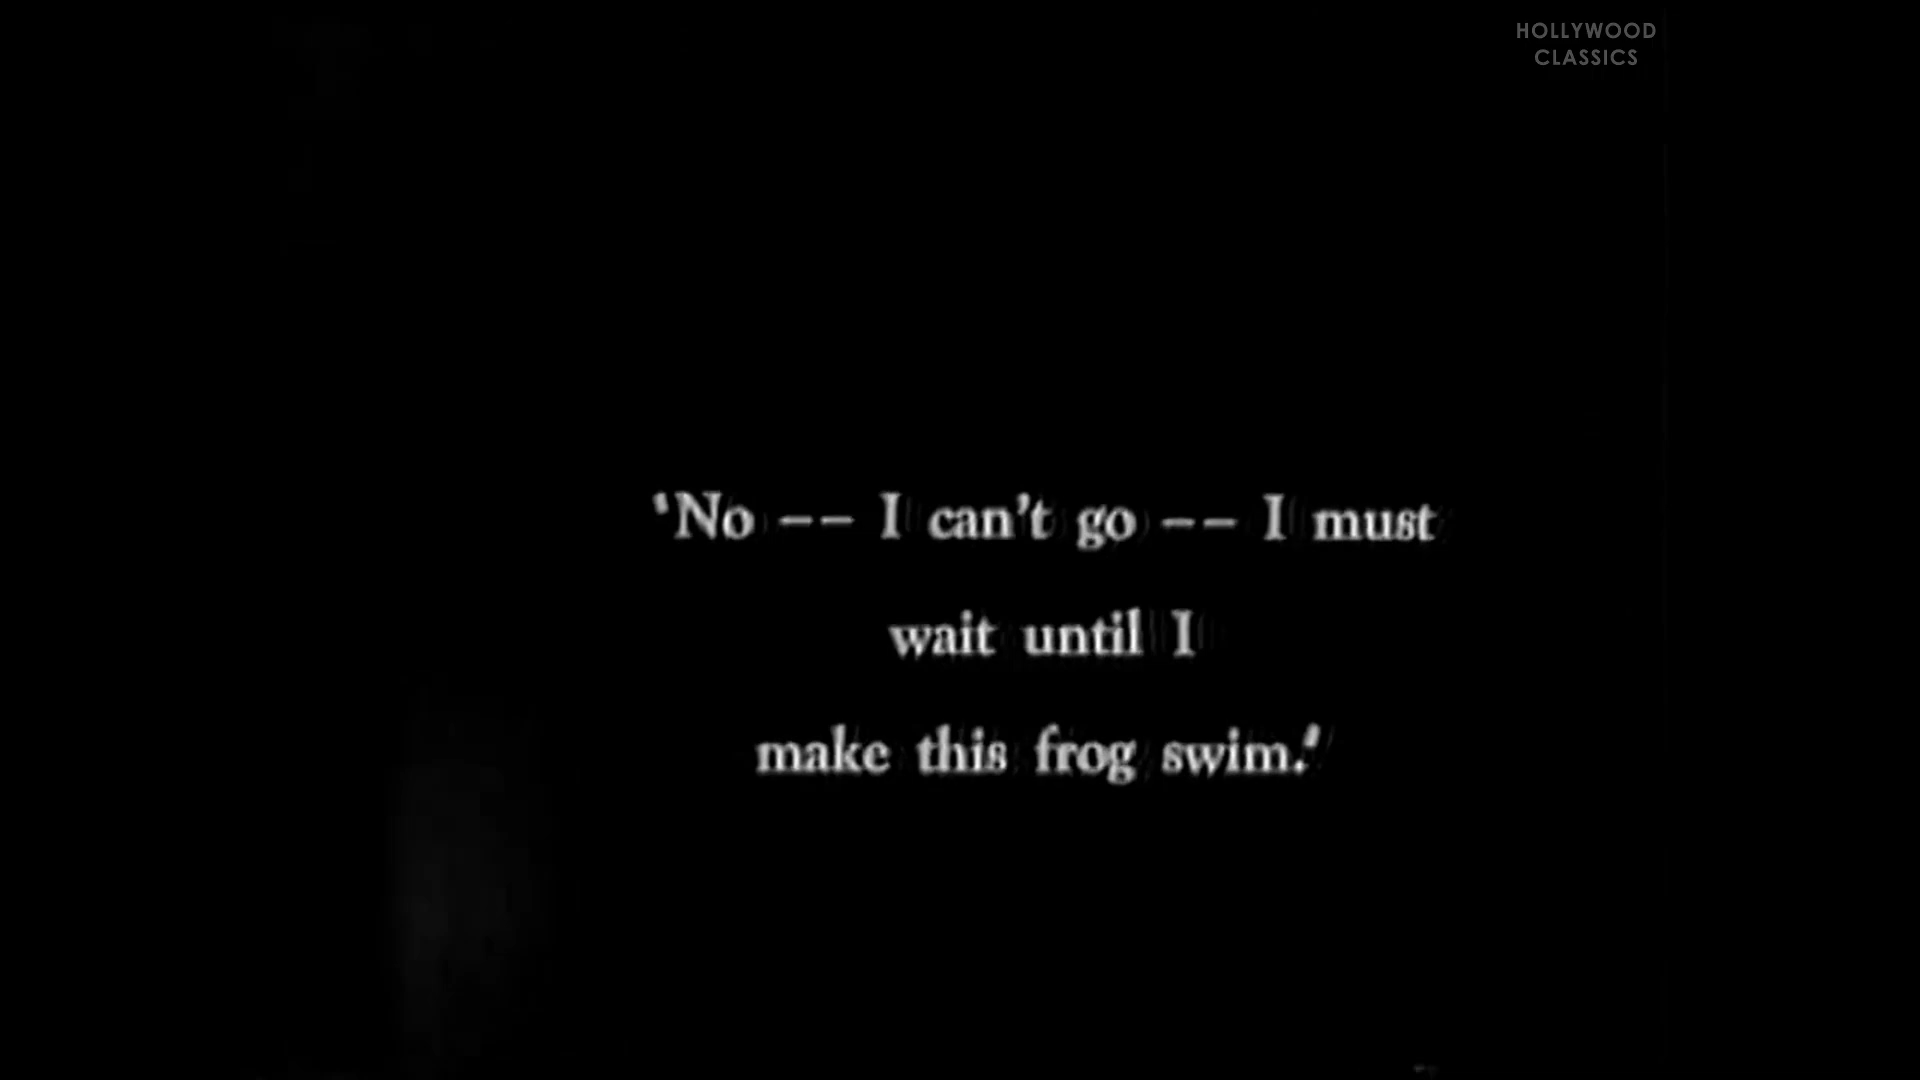 HOLLYWOOD
CLASSICS
'No -- I can't go -- I must
wait until I
make this frog swim.'